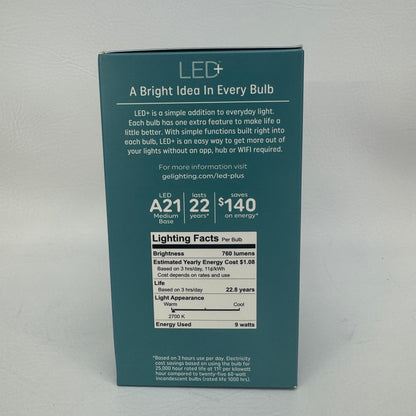 LED+
A Bright Idea In Every Bulb
LED+ is a simple addition to everyday light.
Each bulb has one extra feature to make life a
little better. With simple functions built right into
each bulb, LED+ is an easy way to get more out of
your lights without an app, hub or WIFI required.
For more information visit
gelighting.com/led-plus
LED lasts saves
A21 22 $140
Medium years* on energy*
Base
Lighting Facts Per Bulb
Brightness 760 lumens
Estimated Yearly Energy Cost $1.08
Based on 3 hrs/day, 11¢/kWh
Cost depends on rates and use
Life
Based on 3 hrs/day 22.8 years
Light Appearance
Warm Cool
2700 K
Energy Used 9 watts
*Based on 3 hours use per day. Electricity
cost savings based on using the bulb for
25,000 hour rated life at 11¢ per kilowatt
hour compared to twenty-five 60-watt
incandescent bulbs (rated life 1000 hrs).